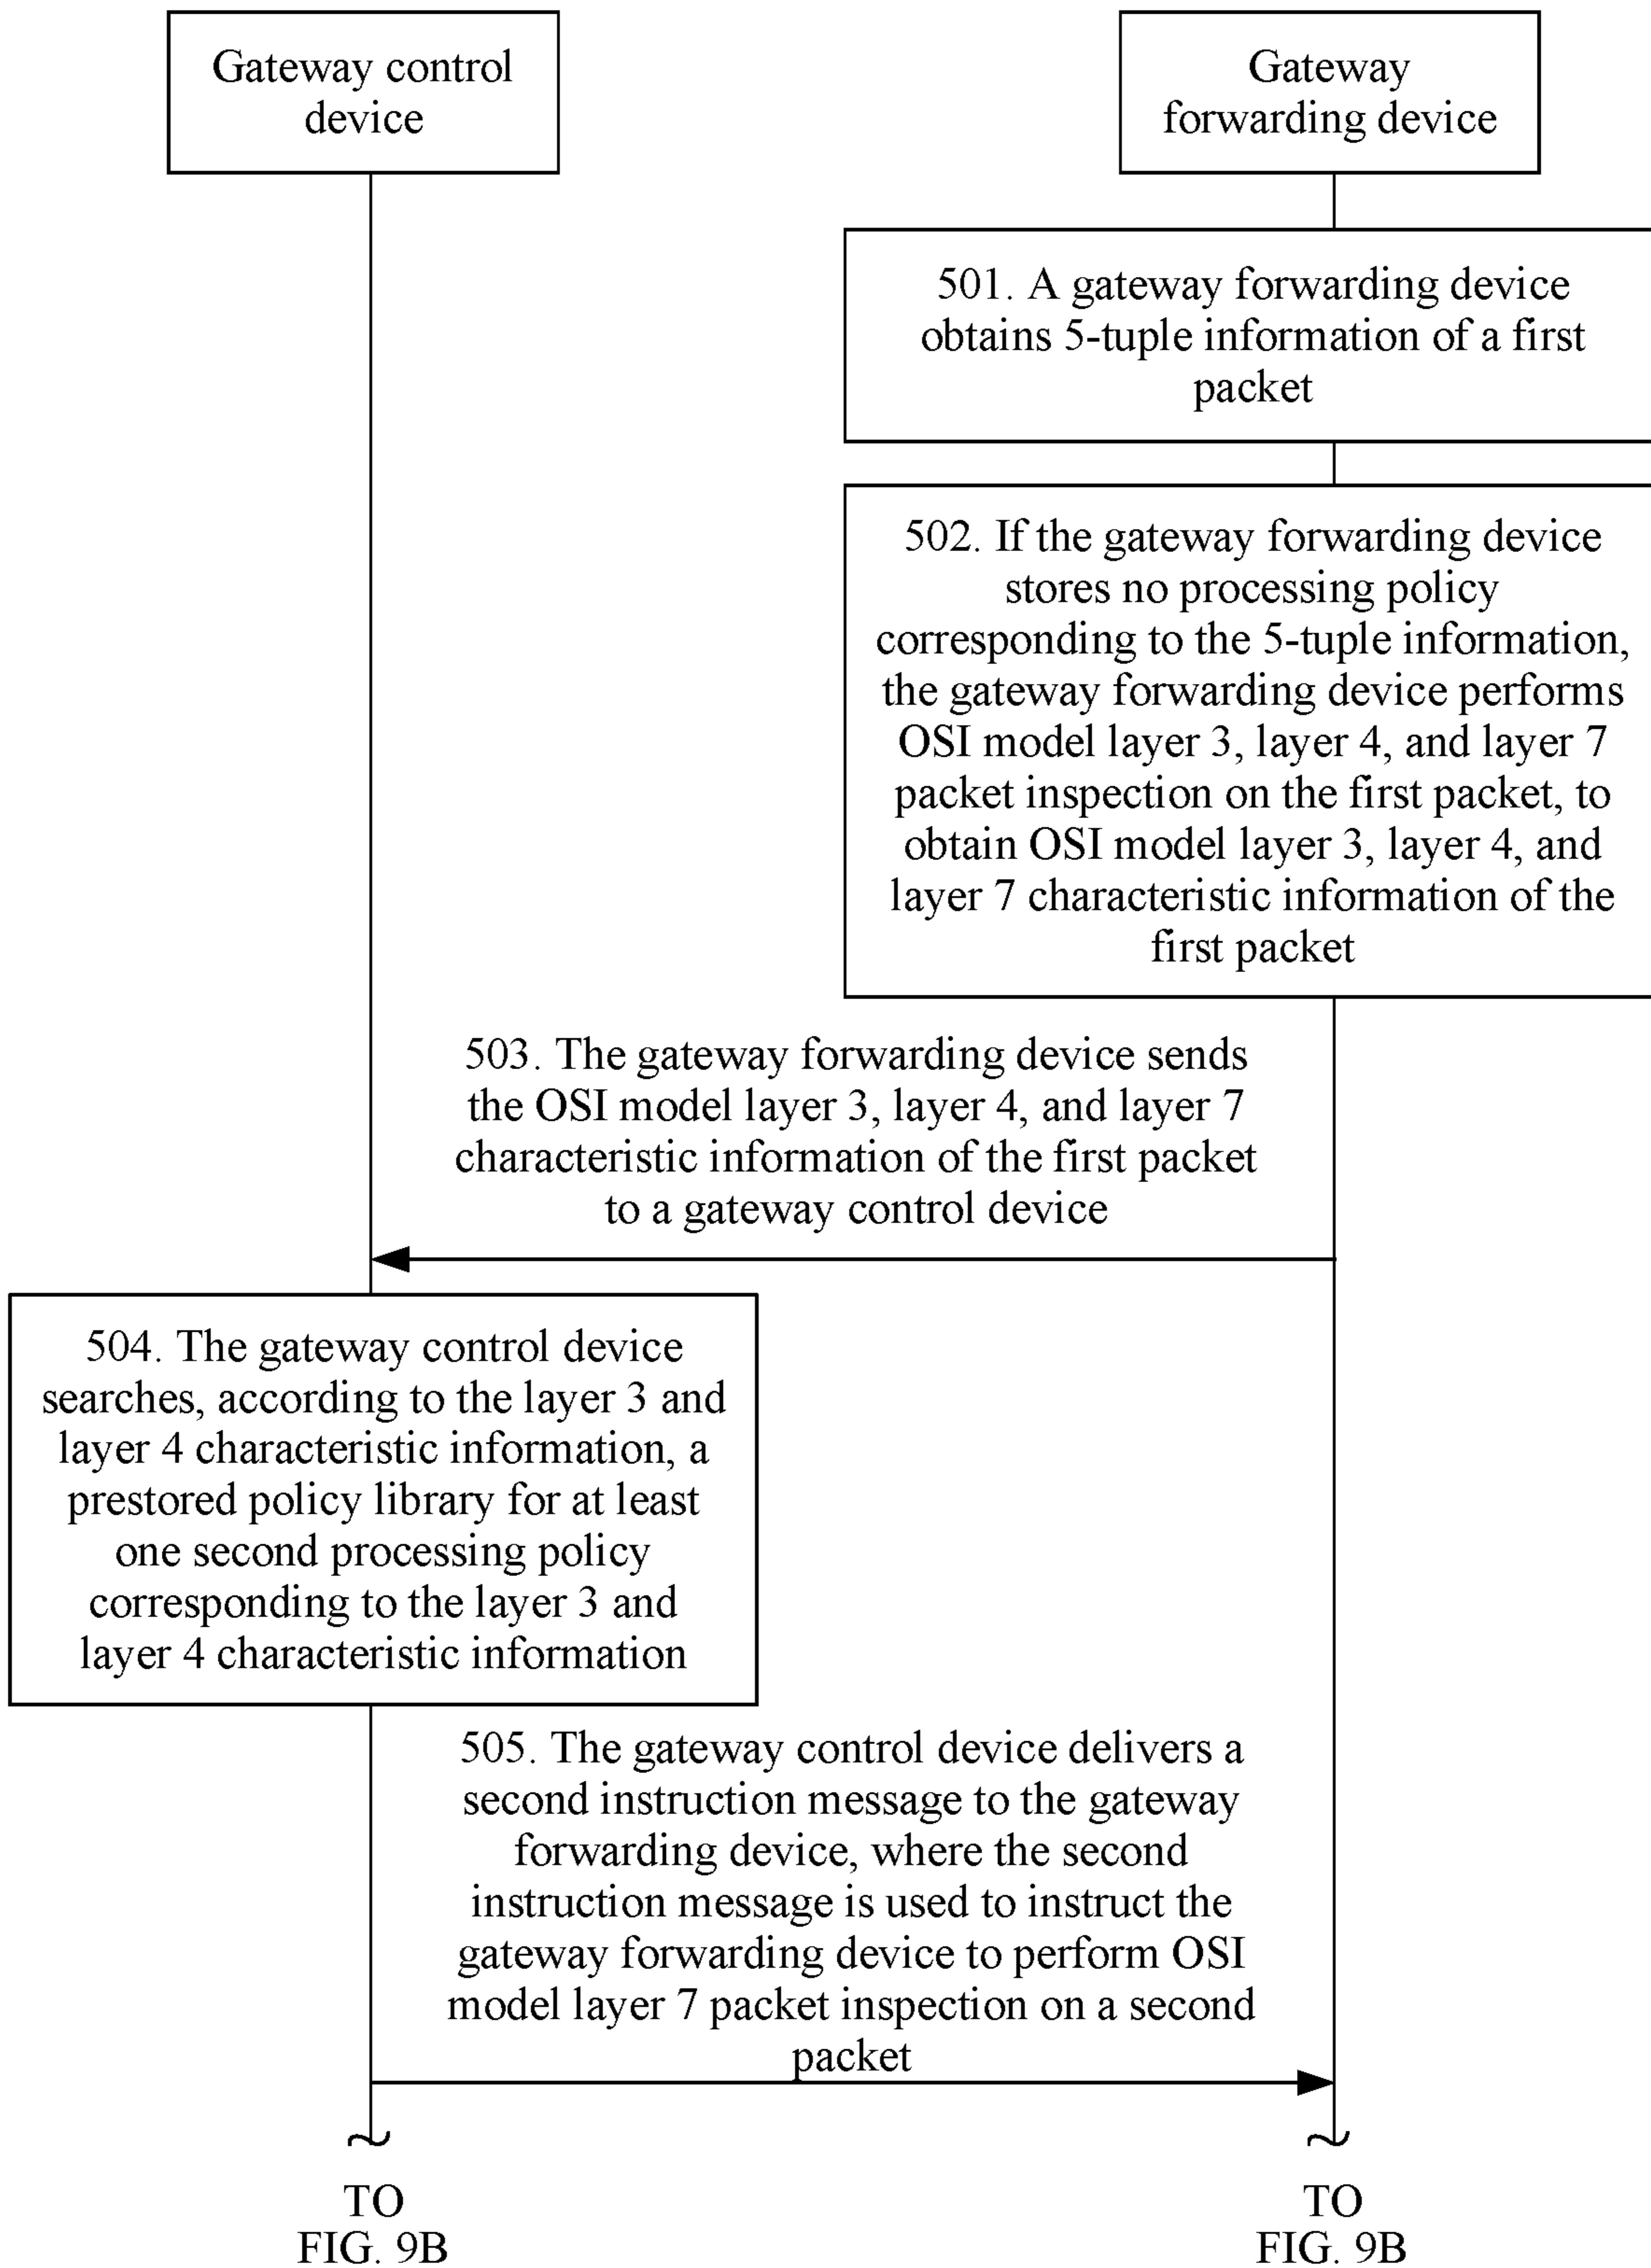 Gateway control
device
Gateway
forwarding device
501. A gateway forwarding device
obtains 5-tuple information of a first
packet
502. If the gateway forwarding device
stores no processing policy
corresponding to the 5-tuple information,
the gateway forwarding device performs
OSI model layer 3, layer 4, and layer 7
packet inspection on the first packet, to
obtain OSI model layer 3, layer 4, and
layer 7 characteristic information of the
first packet
503. The gateway forwarding device sends
the OSI model layer 3, layer 4, and layer 7
characteristic information of the first packet
to a gateway control device
504. The gateway control device
searches, according to the layer 3 and
layer 4 characteristic information, a
prestored policy library for at least
one second processing policy
corresponding to the layer 3 and
layer 4 characteristic information
505. The gateway control device delivers a
second instruction message to the gateway
forwarding device, where the second
instruction message is used to instruct the
gateway forwarding device to perform OSI
model layer 7 packet inspection on a second
packet
TO
FIG. 9B
TO
FIG. 9B